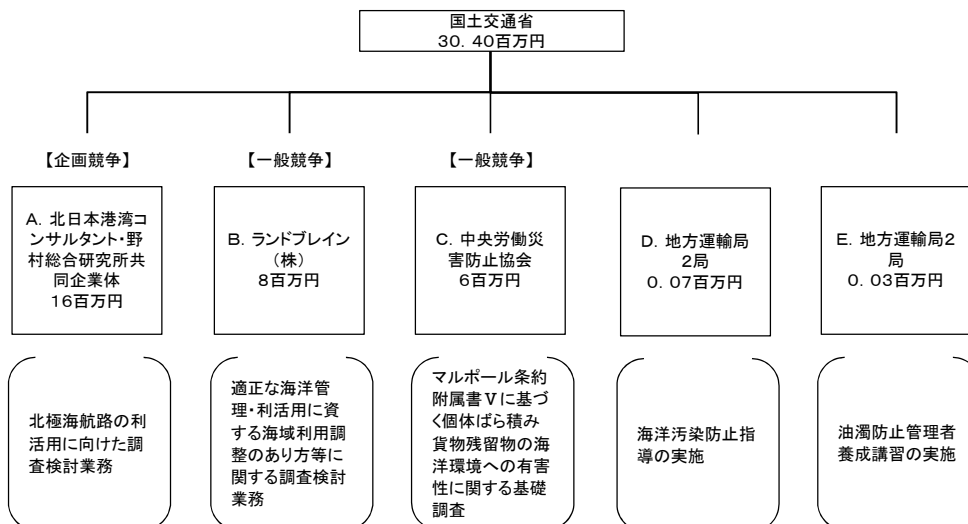 国土交通省
30．40百万円
【企画競争】
【一般競争】
【一般競争】
A．北日本港湾コ
ンサルタント・野
村総合研究所共
同企業体
16百万円
B．ランドブレイン
（株）
8百万円
C．中央労働災
害防止協会
6百万円
D．地方運輸局
2局
0．07百万円
E．地方運輸局2
局
0．03百万円
北極海航路の利
活用に向けた調
査検討業務
適正な海洋管
理・利活用に資
する海域利用調
整のあり方等に
関する調査検討
業務
マルポール条約
附属書Ⅴに基づ
く個体ばら積み
貨物残留物の海
洋環境への有害
性に関する基礎
調査
海洋汚染防止指
導の実施
油濁防止管理者
養成講習の実施